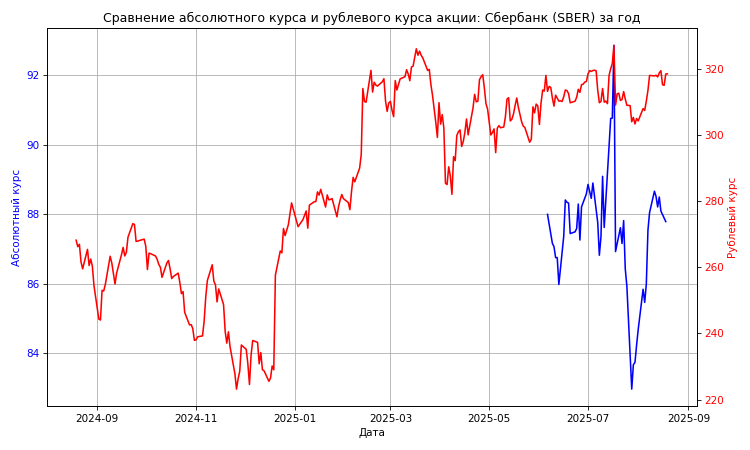 Сравнение абсолютного курса и рублевого курса акции: Сбербанк (SBER) за год
92
90
88
86
84
Абсолютный курс
320
300
280
260
240
220
Рублевый курс
2024-09 2024-11 2025-01 2025-03 2025-05 2025-07 2025-09
Дата